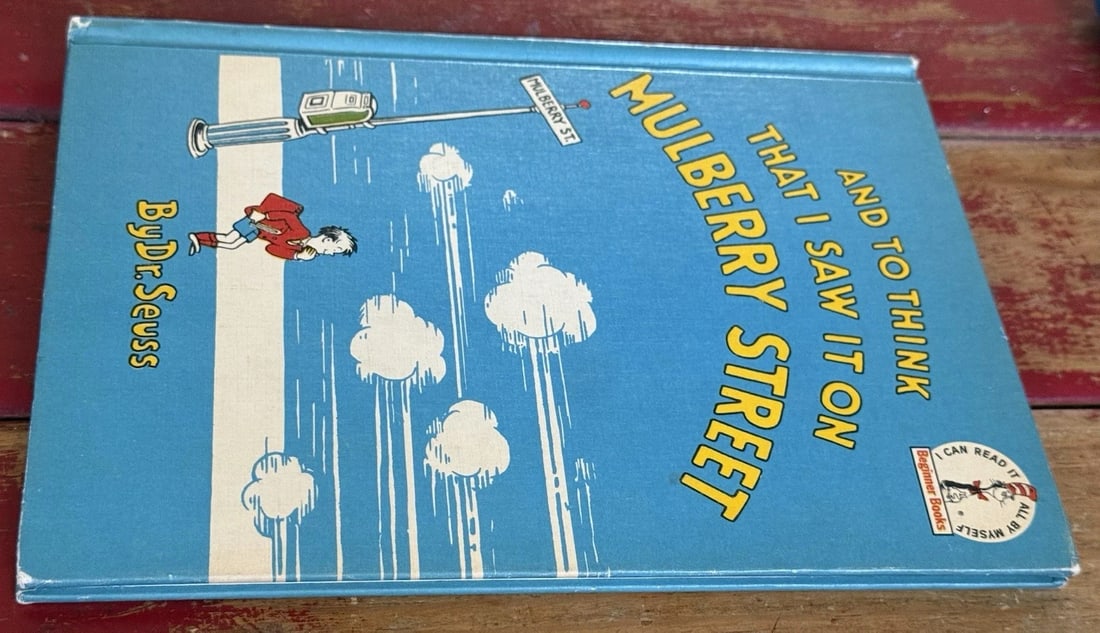 AND TO THINK
THAT I SAW IT ON
MULBERRY STREET
MULBERRY ST.
By Dr. Seuss
I CAN READ IT ALL BY MYSELF
Beginner Books